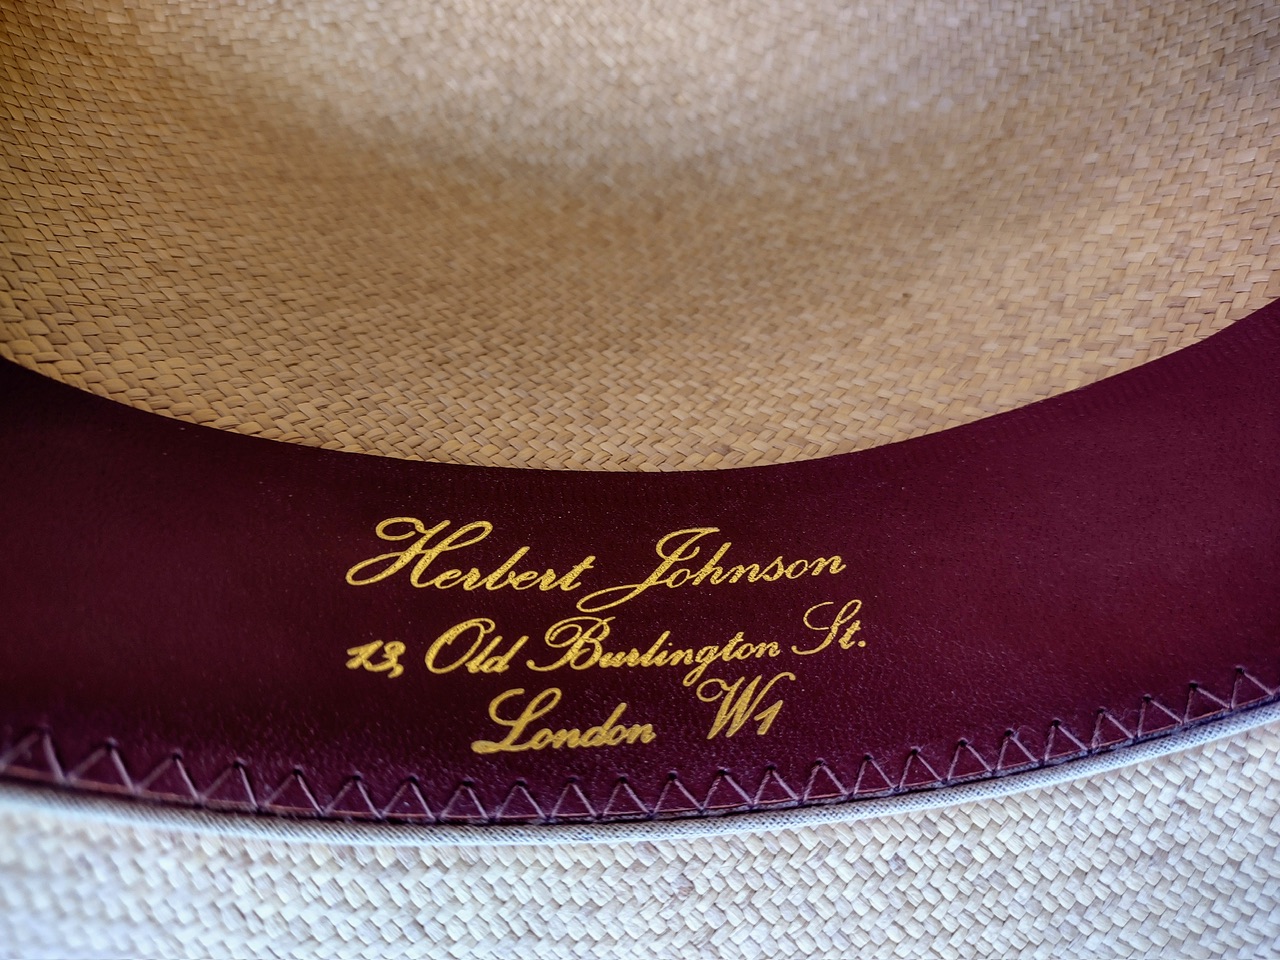 Herbert Johnson
13, Old Burlington St.
London W1